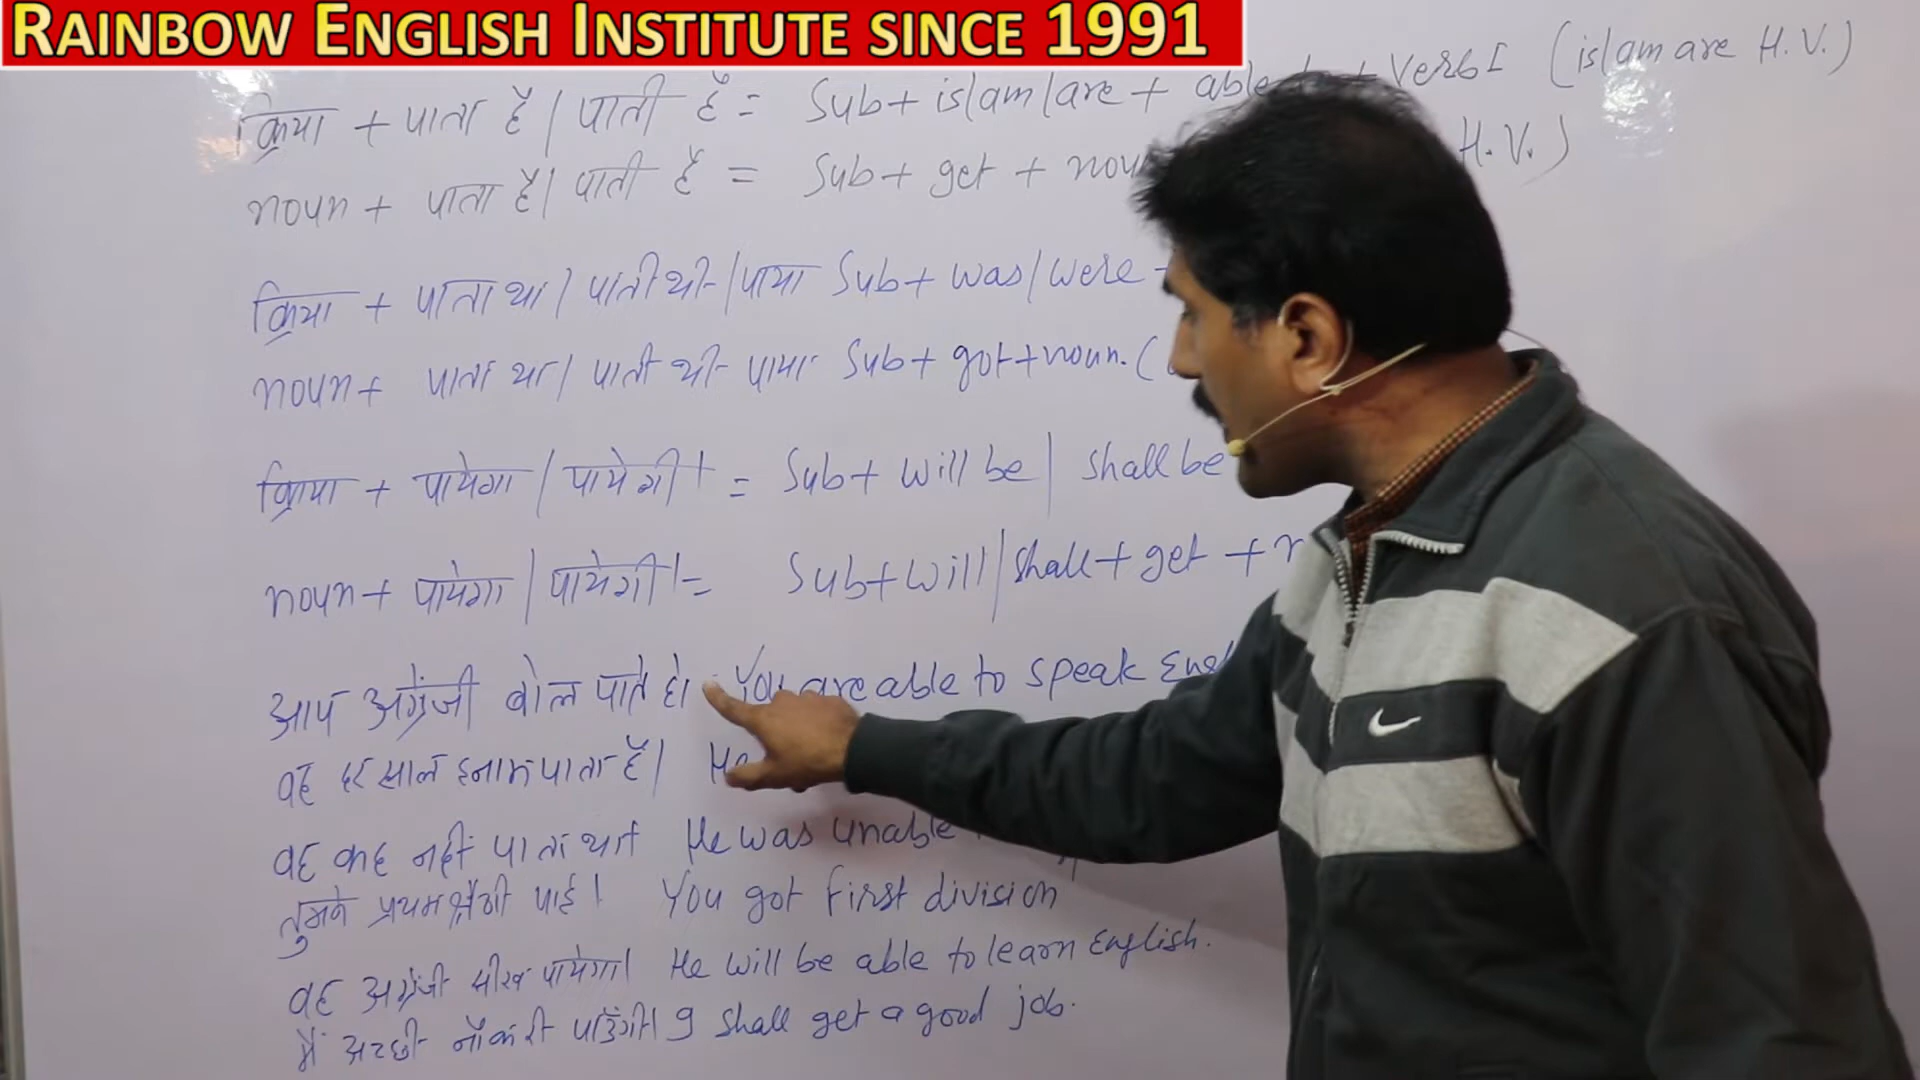 RAINBOW ENGLISH INSTITUTE SINCE 1991
क्रिया + पाता है / पाती है = Sub + is/am/are + able + Verb I (is/am are H.V.)
noun + पाता है / पाती है = Sub + get + noun H.V.)
क्रिया + पाता था / पाती थी / पाया Sub + was/were +
noun + पाता था / पाती थी पाया Sub + got + noun. (
क्रिया + पायेगा / पायेगी। = Sub + will be / shall be
noun + पायेगा / पायेगी। = Sub + will / shall + get +
आप अंग्रेजी बोल पाते हो You are able to speak
वह हर साल इनाम पाता है। He
वह कह नहीं पाता था। He was unable
तुमने प्रथम श्रेणी पाई। You got first division
वह अंग्रेजी सीख पायेगा। He will be able to learn English.
मैं अच्छी नौकरी पाउँगी। I shall get a good job.